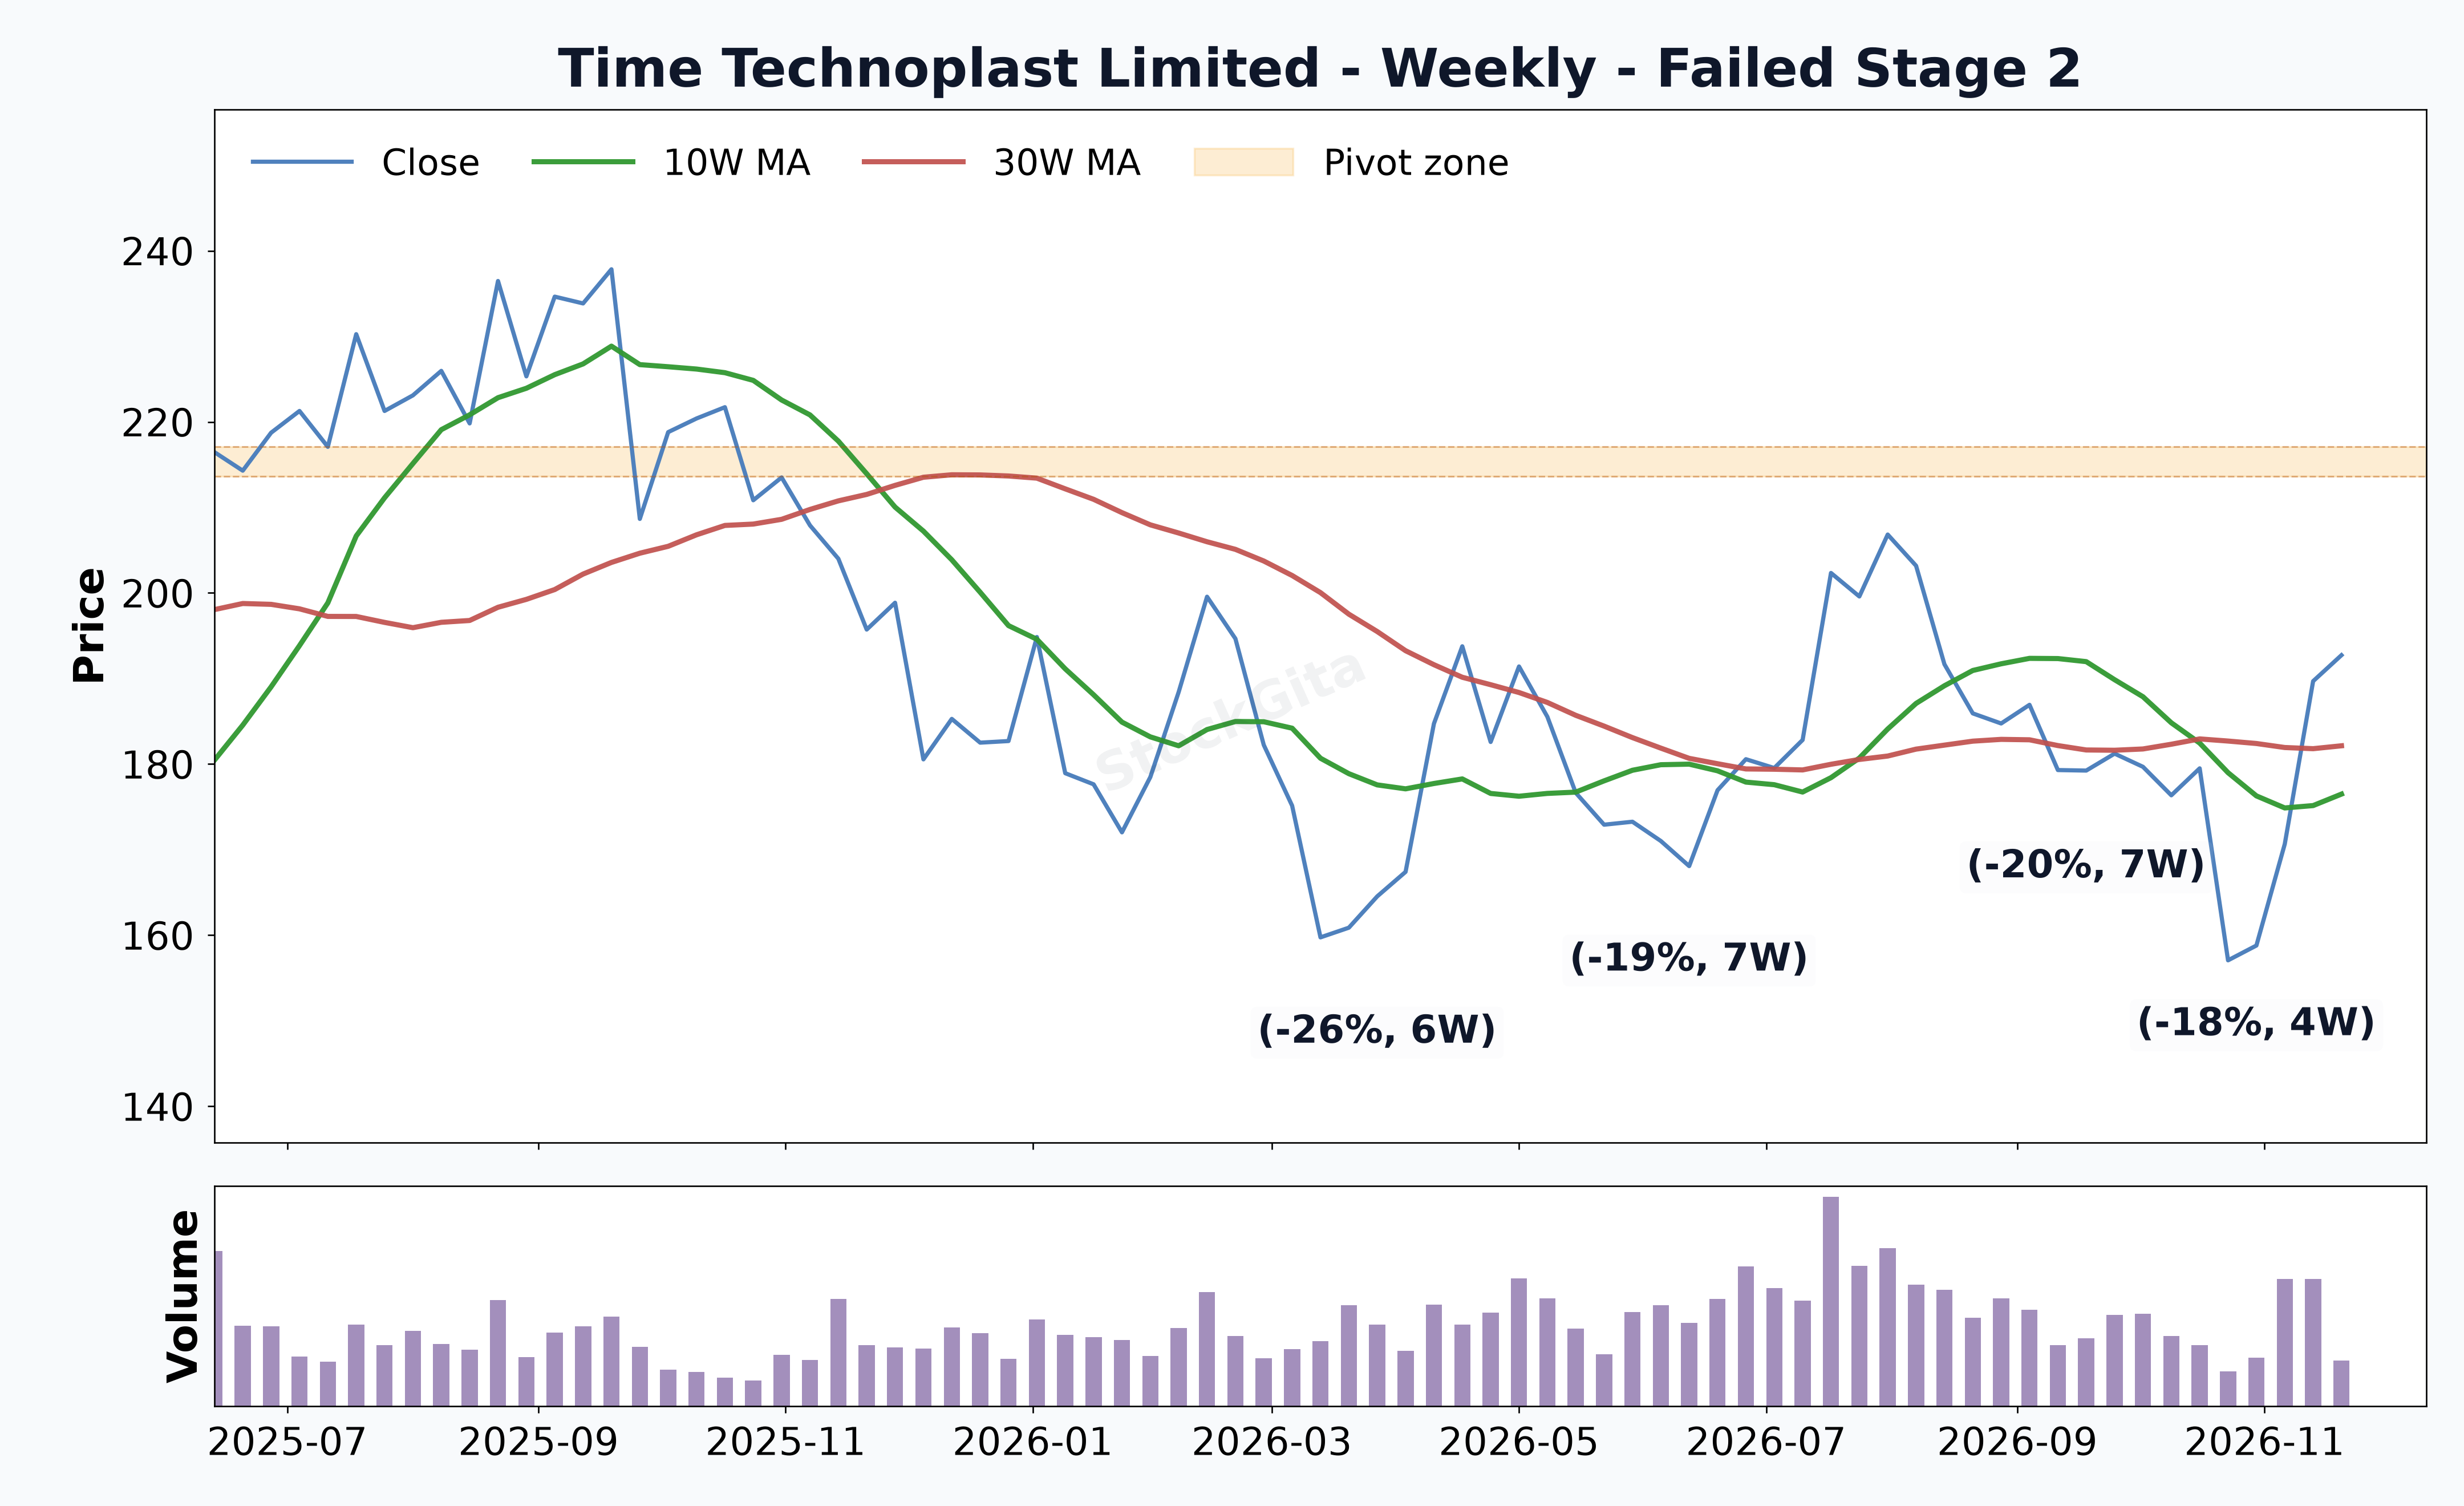 Time Technoplast Limited - Weekly - Failed Stage 2
Close 10W MA 30W MA Pivot zone
240
220
200
180
160
140
Price
StockGita
(-20%, 7W)
(-19%, 7W)
(-26%, 6W)
(-18%, 4W)
Volume
2025-07 2025-09 2025-11 2026-01 2026-03 2026-05 2026-07 2026-09 2026-11